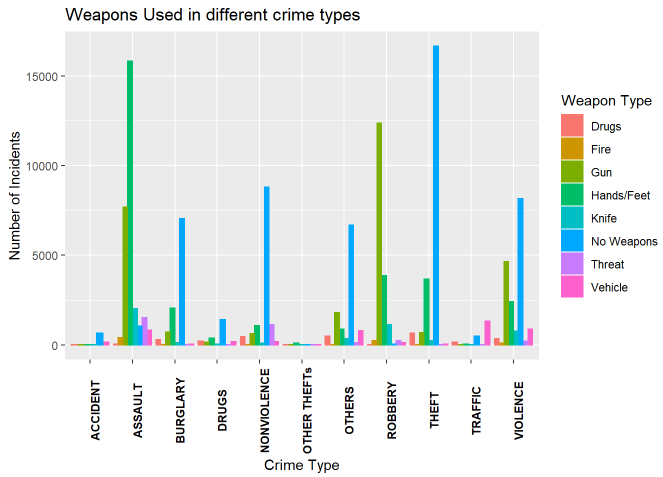 Weapons Used in different crime types
Number of Incidents
15000
10000
5000
0
ACCIDENT
ASSAULT
BURGLARY
DRUGS
NONVIOLENCE
OTHER THEFTs
OTHERS
ROBBERY
THEFT
TRAFFIC
VIOLENCE
Crime Type
Weapon Type
Drugs
Fire
Gun
Hands/Feet
Knife
No Weapons
Threat
Vehicle